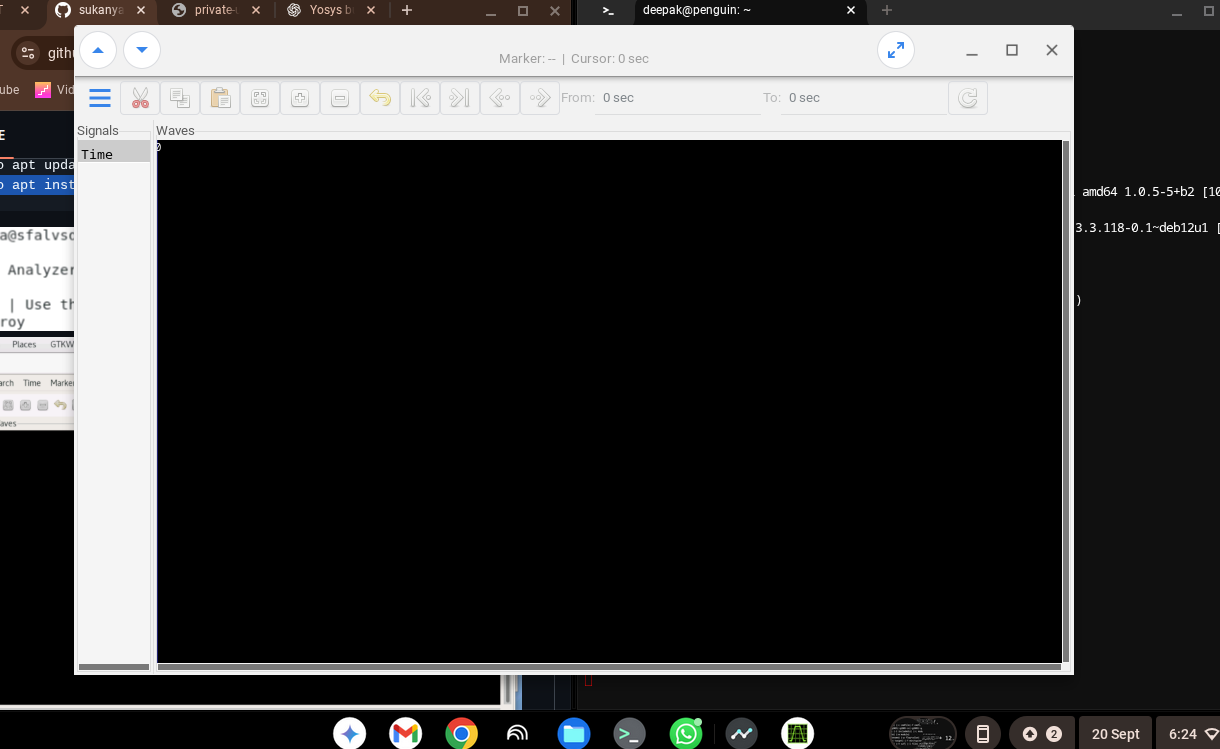 T
sukanya
private-
Yosys b
deepak@penguin: ~
githu
ube
Vid
Marker: -- | Cursor: 0 sec
From: 0 sec
To: 0 sec
Signals
Waves
Time
0
E
o apt upda
o apt inst
a@sfalvsd
Analyzer
| Use th
roy
Places GTKW
arch Time Marke
aves
amd64 1.0.5-5+b2 [10
3.3.118-0.1~deb12u1 [
)
2
20 Sept
6:24